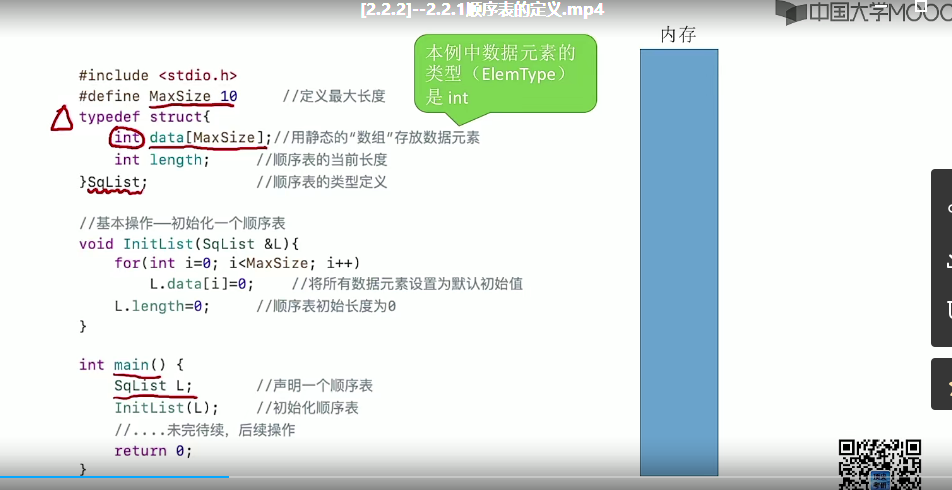 [2.2.2]--2.2.1顺序表的定义.mp4
中国大学MOOC
内存
本例中数据元素的
类型（ElemType）
是 int
#include <stdio.h>
#define MaxSize 10 //定义最大长度
typedef struct{
int data[MaxSize];//用静态的“数组”存放数据元素
int length; //顺序表的当前长度
}SqList; //顺序表的类型定义
//基本操作——初始化一个顺序表
void InitList(SqList &L){
for(int i=0; i<MaxSize; i++)
L.data[i]=0; //将所有数据元素设置为默认初始值
L.length=0; //顺序表初始长度为0
}
int main() {
SqList L; //声明一个顺序表
InitList(L); //初始化顺序表
//....未完待续，后续操作
return 0;
}